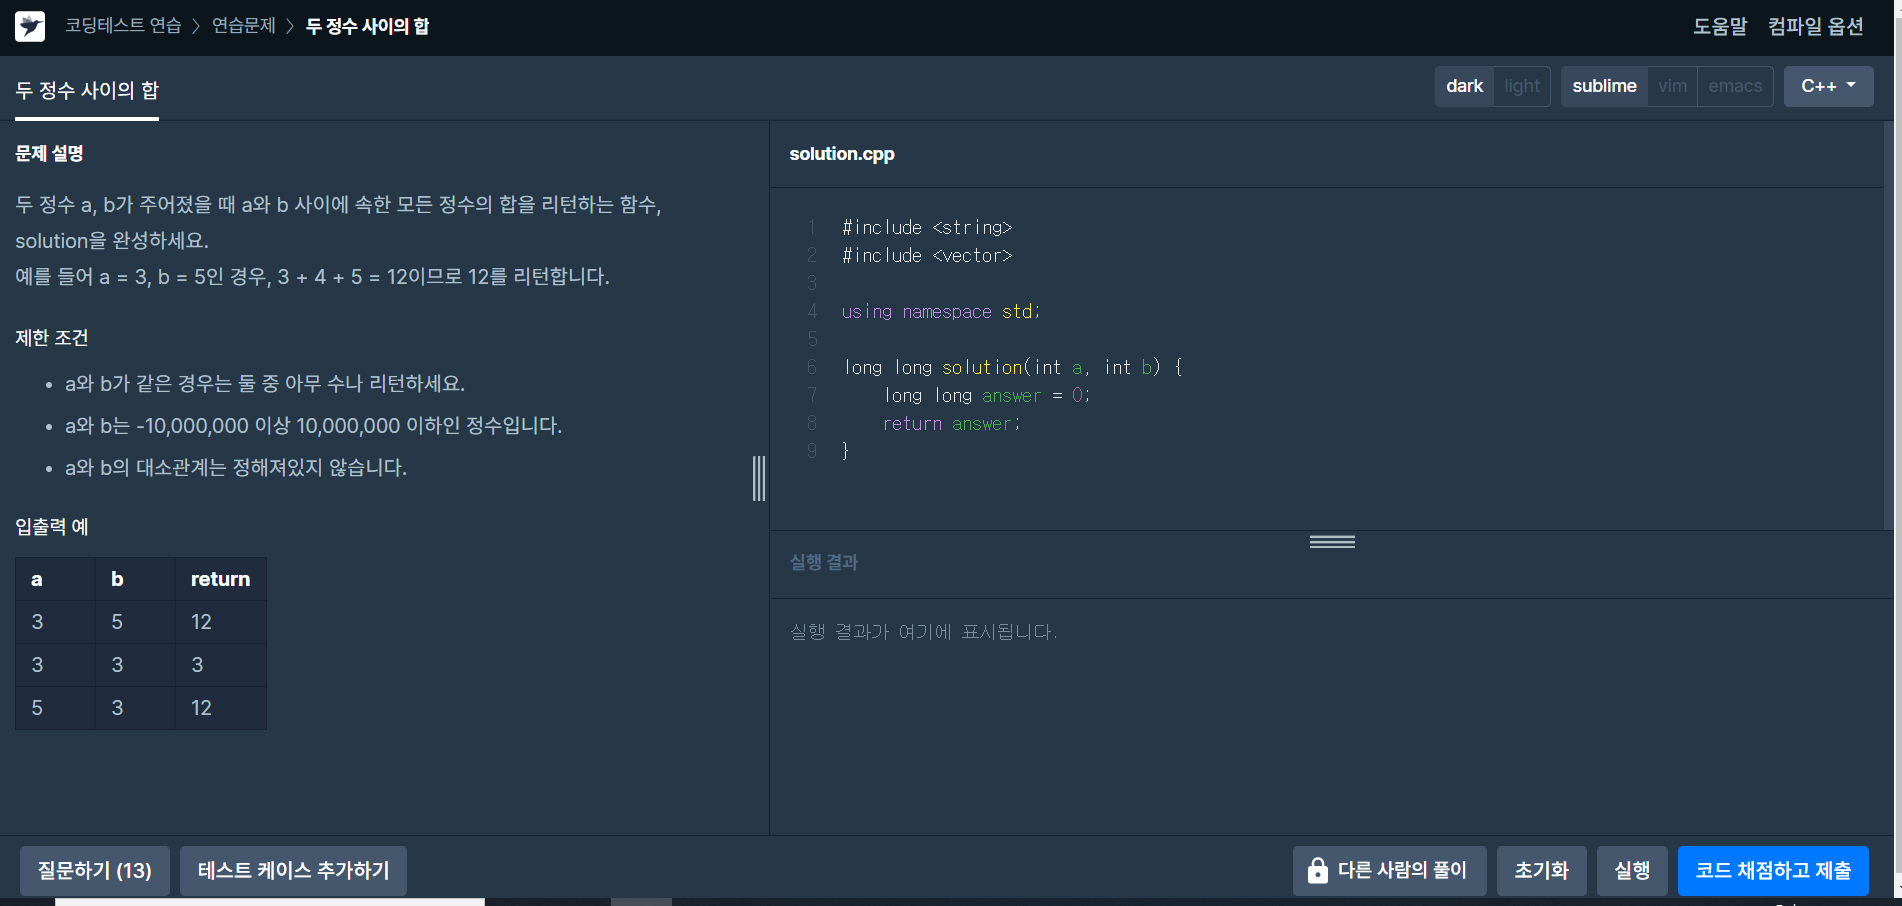 코딩테스트 연습 > 연습문제 > 두 정수 사이의 합
도움말 컴파일 옵션
두 정수 사이의 합
dark light sublime vim emacs C++
문제 설명
두 정수 a, b가 주어졌을 때 a와 b 사이에 속한 모든 정수의 합을 리턴하는 함수,
solution을 완성하세요.
예를 들어 a = 3, b = 5인 경우, 3 + 4 + 5 = 12이므로 12를 리턴합니다.
제한 조건
• a와 b가 같은 경우는 둘 중 아무 수나 리턴하세요.
• a와 b는 -10,000,000 이상 10,000,000 이하인 정수입니다.
• a와 b의 대소관계는 정해져있지 않습니다.
입출력 예
a b return
3 5 12
3 3 3
5 3 12
solution.cpp
1 #include <string>
2 #include <vector>
3
4 using namespace std;
5
6 long long solution(int a, int b) {
7     long long answer = 0;
8     return answer;
9 }
실행 결과
실행 결과가 여기에 표시됩니다.
질문하기 (13) 테스트 케이스 추가하기 다른 사람의 풀이 초기화 실행 코드 채점하고 제출